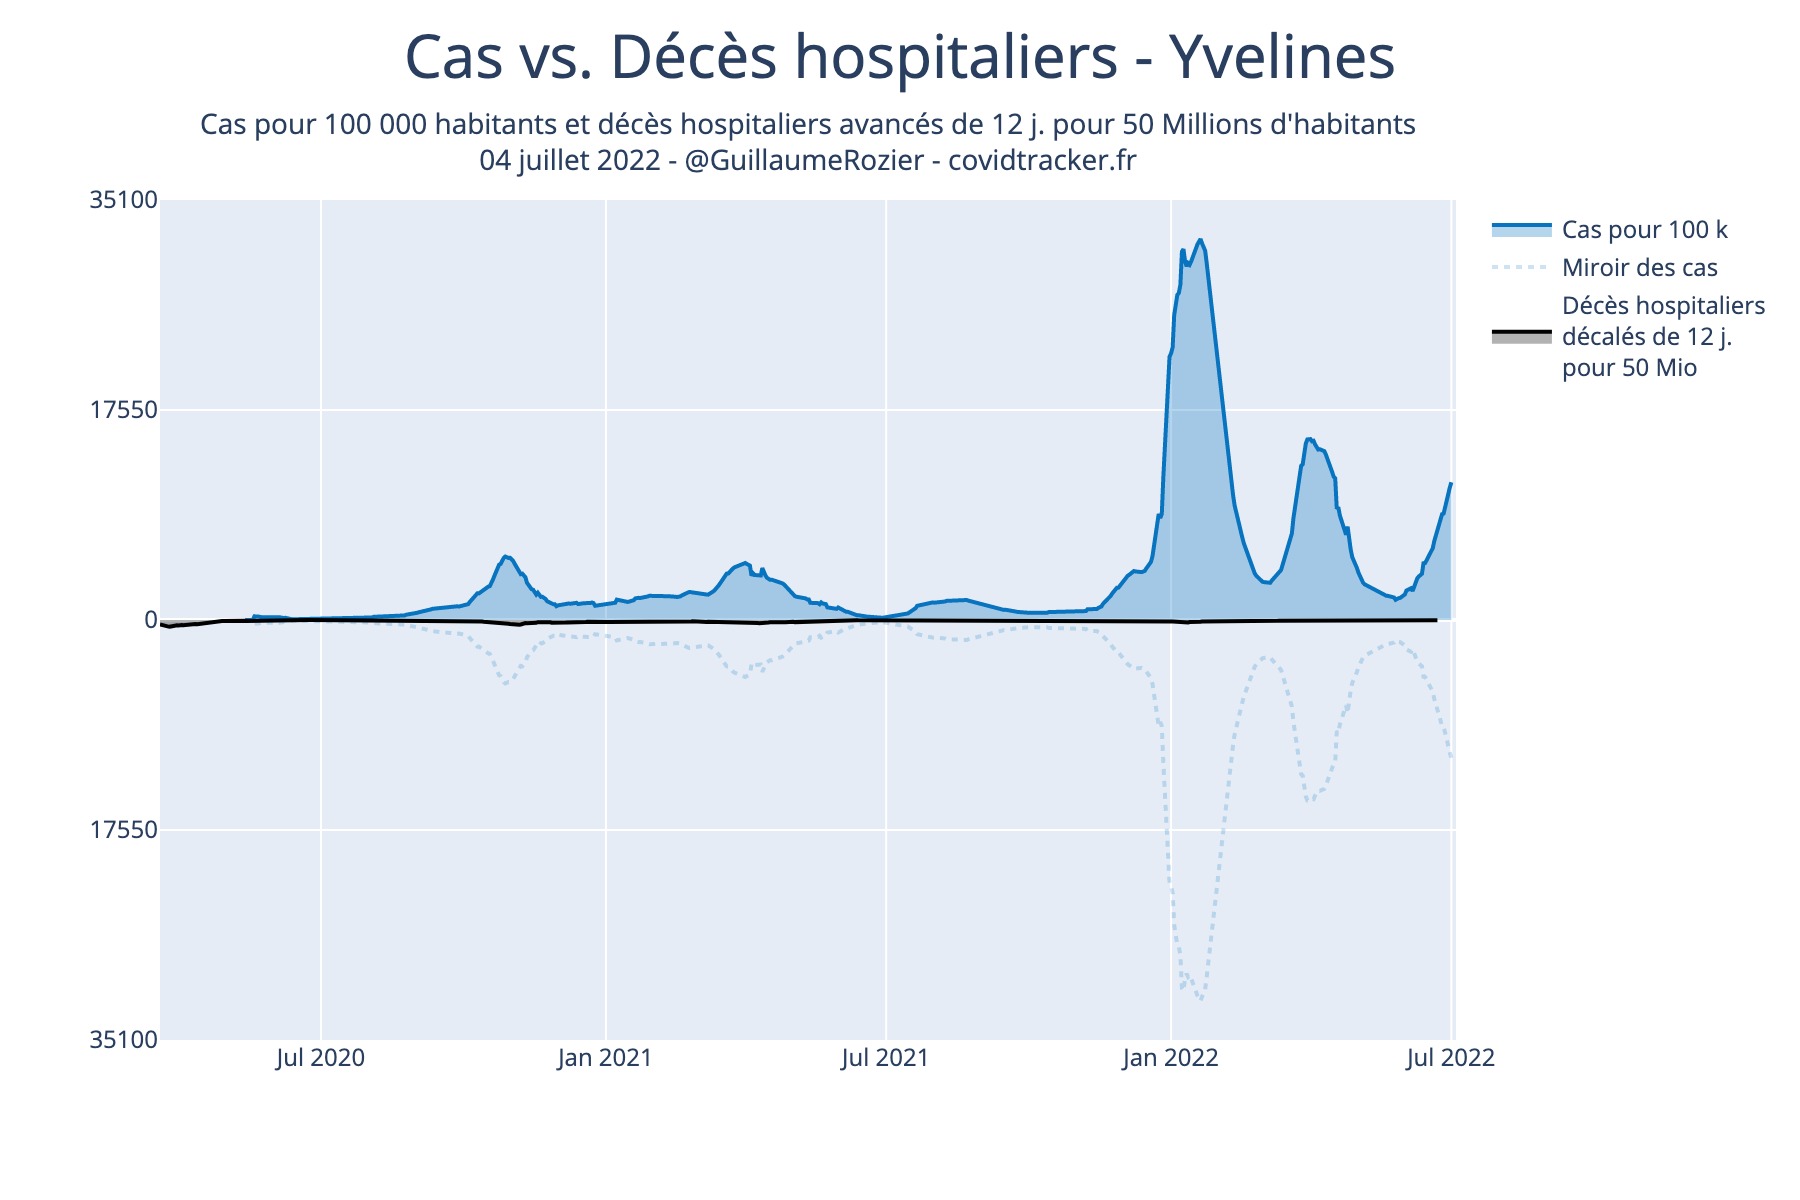 Cas vs. Décès hospitaliers - Yvelines
Cas pour 100 000 habitants et décès hospitaliers avancés de 12 j. pour 50 Millions d'habitants
04 juillet 2022 - @GuillaumeRozier - covidtracker.fr
35100
17550
0
17550
35100
Jul 2020
Jan 2021
Jul 2021
Jan 2022
Jul 2022
Cas pour 100 k
Miroir des cas
Décès hospitaliers
décalés de 12 j.
pour 50 Mio